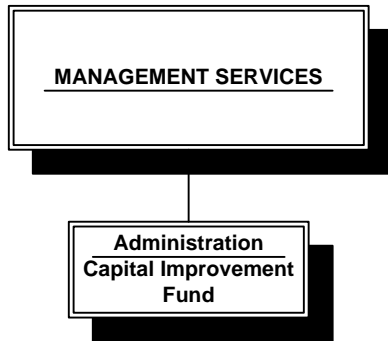 MANAGEMENT SERVICES
Administration
Capital Improvement
Fund